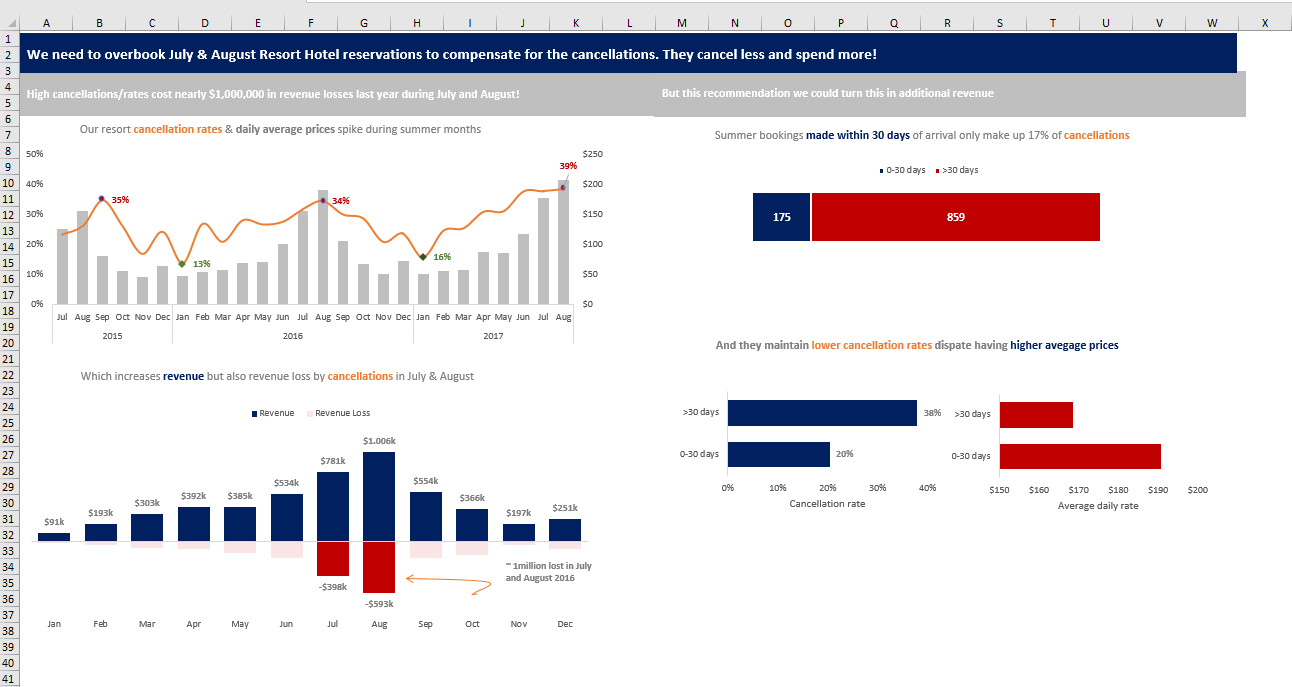 A B C D E F G H I J K L M N O P Q R S T U V W X
1
2
3
4
5
6
7
8
9
10
11
12
13
14
15
16
17
18
19
20
21
22
23
24
25
26
27
28
29
30
31
32
33
34
35
36
37
38
39
40
41
We need to overbook July & August Resort Hotel reservations to compensate for the cancellations. They cancel less and spend more!
High cancellations/rates cost nearly $1,000,000 in revenue losses last year during July and August!
Our resort cancellation rates & daily average prices spike during summer months
50%
40%
30%
20%
10%
0%
$250
$200
$150
$100
$50
$0
35%
13%
34%
16%
39%
Jul Aug Sep Oct Nov Dec Jan Feb Mar Apr May Jun Jul Aug Sep Oct Nov Dec Jan Feb Mar Apr May Jun Jul Aug
2015 2016 2017
Which increases revenue but also revenue loss by cancellations in July & August
Revenue Revenue Loss
$91k
$193k
$303k
$392k
$385k
$534k
$781k
$1.006k
$554k
$366k
$197k
$251k
-$398k
-$593k
~ 1million lost in July
and August 2016
Jan Feb Mar Apr May Jun Jul Aug Sep Oct Nov Dec
But this recommendation we could turn this in additional revenue
Summer bookings made within 30 days of arrival only make up 17% of cancellations
0-30 days >30 days
175 859
And they maintain lower cancellation rates dispate having higher avegage prices
>30 days 38%
0-30 days 20%
0% 10% 20% 30% 40%
Cancellation rate
>30 days
0-30 days
$150 $160 $170 $180 $190 $200
Average daily rate